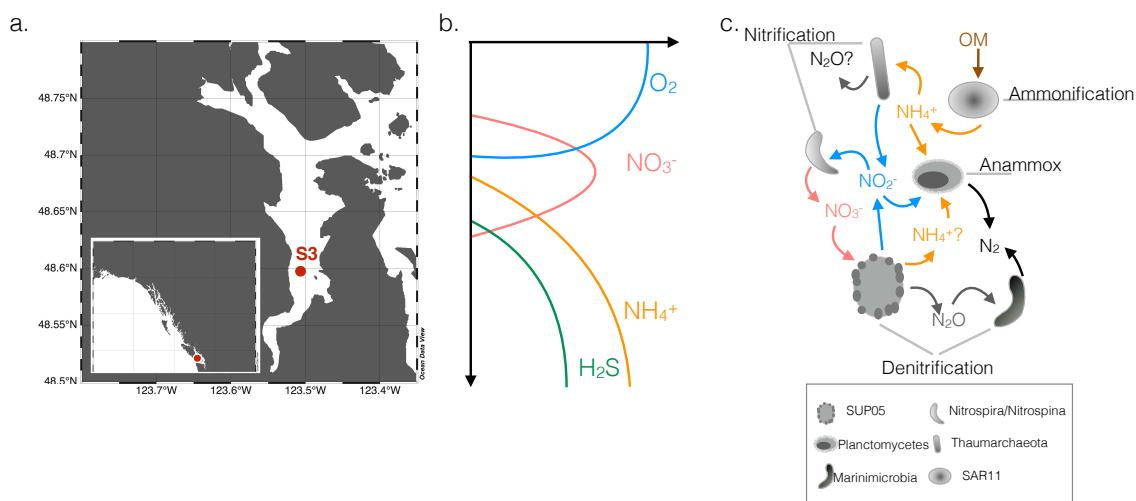 a.
48.75°N
48.7°N
48.65°N
48.6°N
48.55°N
48.5°N
S3
123.7°W
123.6°W
123.5°W
123.4°W
Ocean Data View
b.
O₂
NO₃⁻
NH₄⁺
H₂S
c.
Nitrification
N₂O?
OM
NH₄⁺
Ammonification
Anammox
NO₂⁻
NO₃⁻
NH₄⁺?
N₂
N₂O
Denitrification
SUP05
Nitrospira/Nitrospina
Planctomycetes
Thaumarchaeota
Marinimicrobia
SAR11